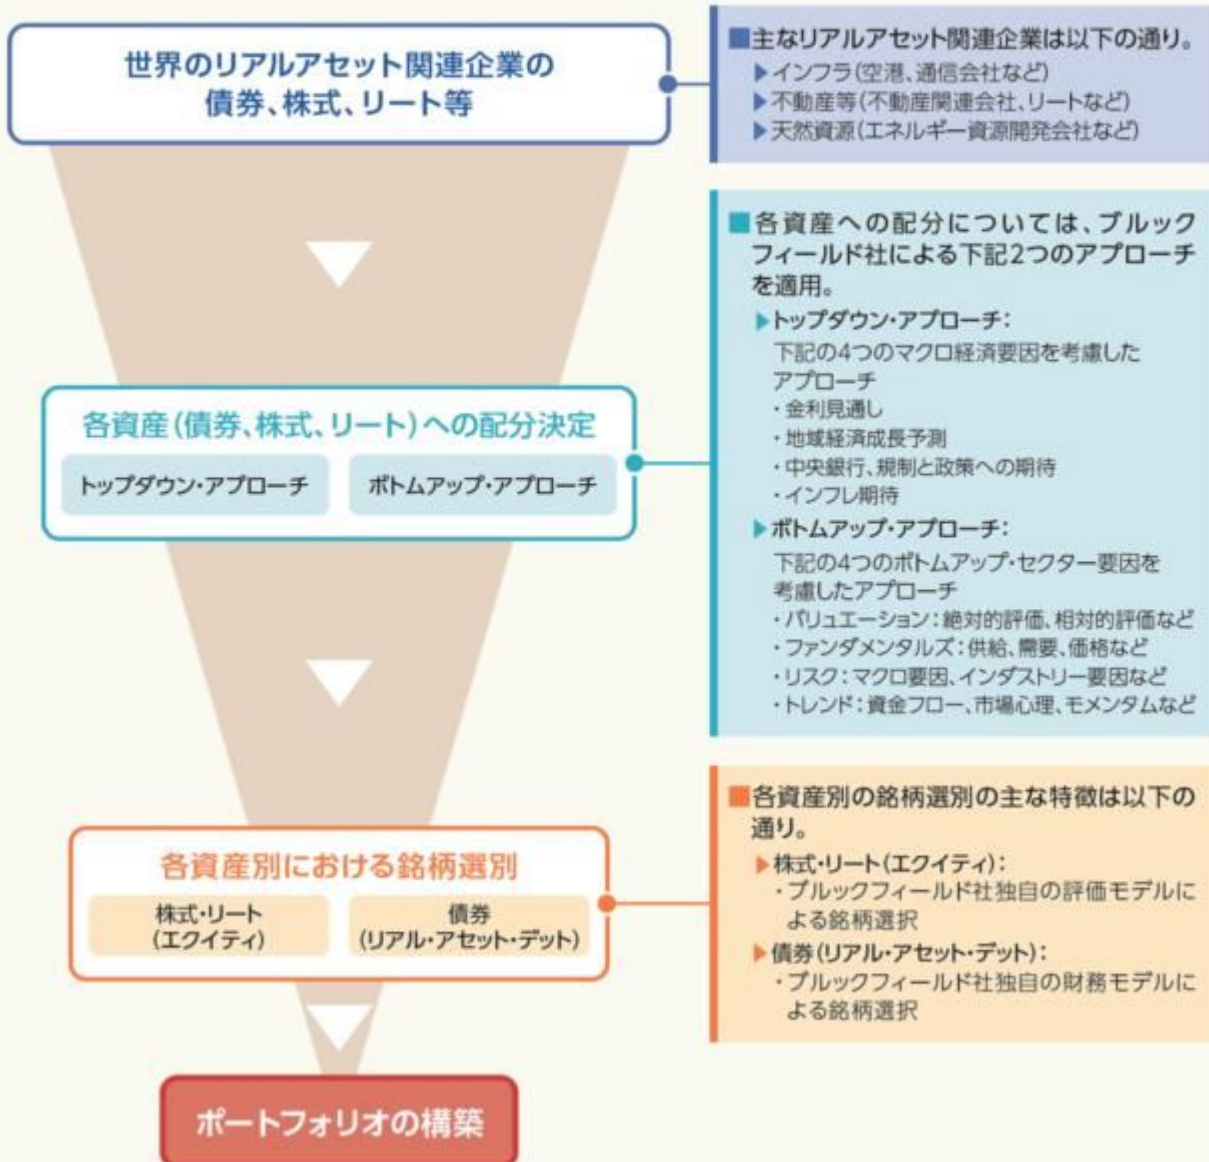 世界のリアルアセット関連企業の
債券、株式、リート等
■主なリアルアセット関連企業は以下の通り。
▶インフラ(空港、通信会社など)
▶不動産等(不動産関連会社、リートなど)
▶天然資源(エネルギー資源開発会社など)
各資産(債券、株式、リート)への配分決定
トップダウン・アプローチ
ボトムアップ・アプローチ
■各資産への配分については、ブルック
フィールド社による下記2つのアプローチ
を適用。
▶トップダウン・アプローチ:
下記の4つのマクロ経済要因を考慮した
アプローチ
・金利見通し
・地域経済成長予測
・中央銀行、規制と政策への期待
・インフレ期待
▶ボトムアップ・アプローチ:
下記の4つのボトムアップ・セクター要因を
考慮したアプローチ
・バリュエーション:絶対的評価、相対的評価など
・ファンダメンタルズ:供給、需要、価格など
・リスク:マクロ要因、インダストリー要因など
・トレンド:資金フロー、市場心理、モメンタムなど
各資産別における銘柄選別
株式・リート
(エクイティ)
債券
(リアル・アセット・デット)
■各資産別の銘柄選別の主な特徴は以下の
通り。
▶株式・リート(エクイティ):
・ブルックフィールド社独自の評価モデルに
よる銘柄選択
▶債券(リアル・アセット・デット):
・ブルックフィールド社独自の財務モデルに
よる銘柄選択
ポートフォリオの構築